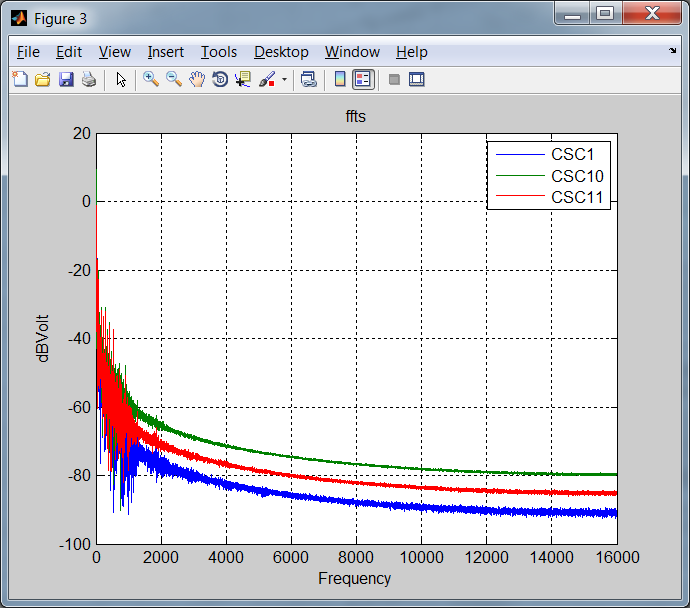 Figure 3
File Edit View Insert Tools Desktop Window Help
ffts
20
0
-20
-40
-60
-80
-100
dBVolt
CSC1
CSC10
CSC11
0 2000 4000 6000 8000 10000 12000 14000 16000
Frequency